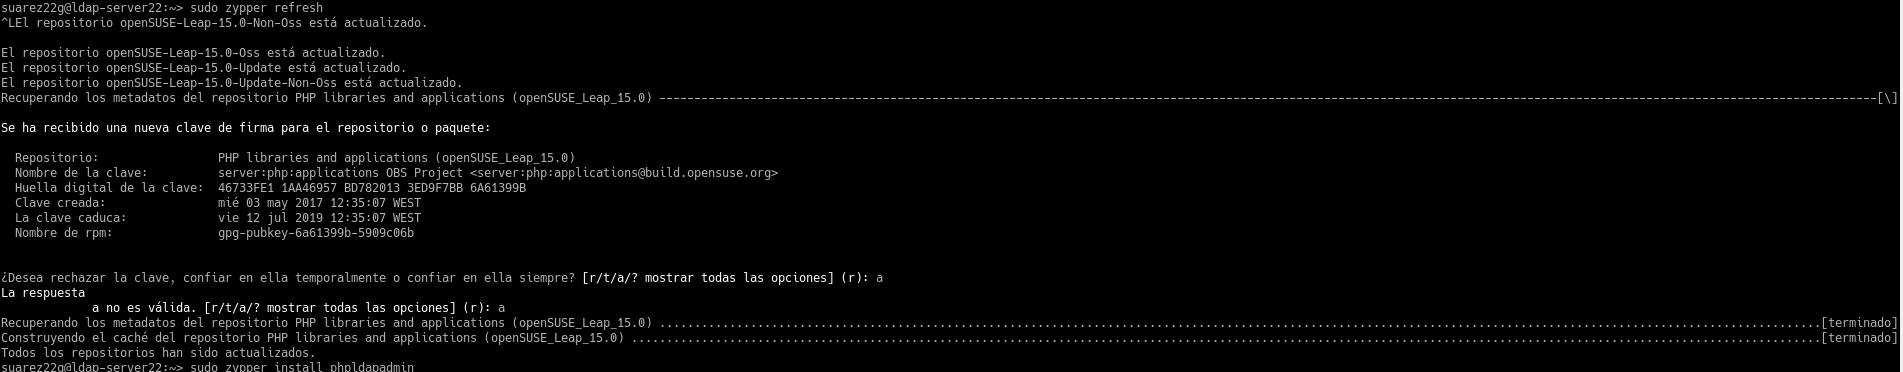 suarez22g@ldap-server22:~> sudo zypper refresh
^LEl repositorio openSUSE-Leap-15.0-Non-Oss está actualizado.
El repositorio openSUSE-Leap-15.0-Oss está actualizado.
El repositorio openSUSE-Leap-15.0-Update está actualizado.
El repositorio openSUSE-Leap-15.0-Update-Non-Oss está actualizado.
Recuperando los metadatos del repositorio PHP libraries and applications (openSUSE_Leap_15.0) --------------------------------------------------------------------------------[\]
Se ha recibido una nueva clave de firma para el repositorio o paquete:
Repositorio: PHP libraries and applications (openSUSE_Leap_15.0)
Nombre de la clave: server:php:applications OBS Project <server:php:applications@build.opensuse.org>
Huella digital de la clave: 46733FE1 1AA46957 BD782013 3ED9F7BB 6A61399B
Clave creada: mié 03 may 2017 12:35:07 WEST
La clave caduca: vie 12 jul 2019 12:35:07 WEST
Nombre de rpm: gpg-pubkey-6a61399b-5909c06b
¿Desea rechazar la clave, confiar en ella temporalmente o confiar en ella siempre? [r/t/a/? mostrar todas las opciones] (r): a
La respuesta
a no es válida. [r/t/a/? mostrar todas las opciones] (r): a
Recuperando los metadatos del repositorio PHP libraries and applications (openSUSE_Leap_15.0) ................................................................................[terminado]
Construyendo el caché del repositorio PHP libraries and applications (openSUSE_Leap_15.0) ................................................................................[terminado]
Todos los repositorios han sido actualizados.
suarez22g@ldap-server22:~> sudo zypper install phpldapadmin